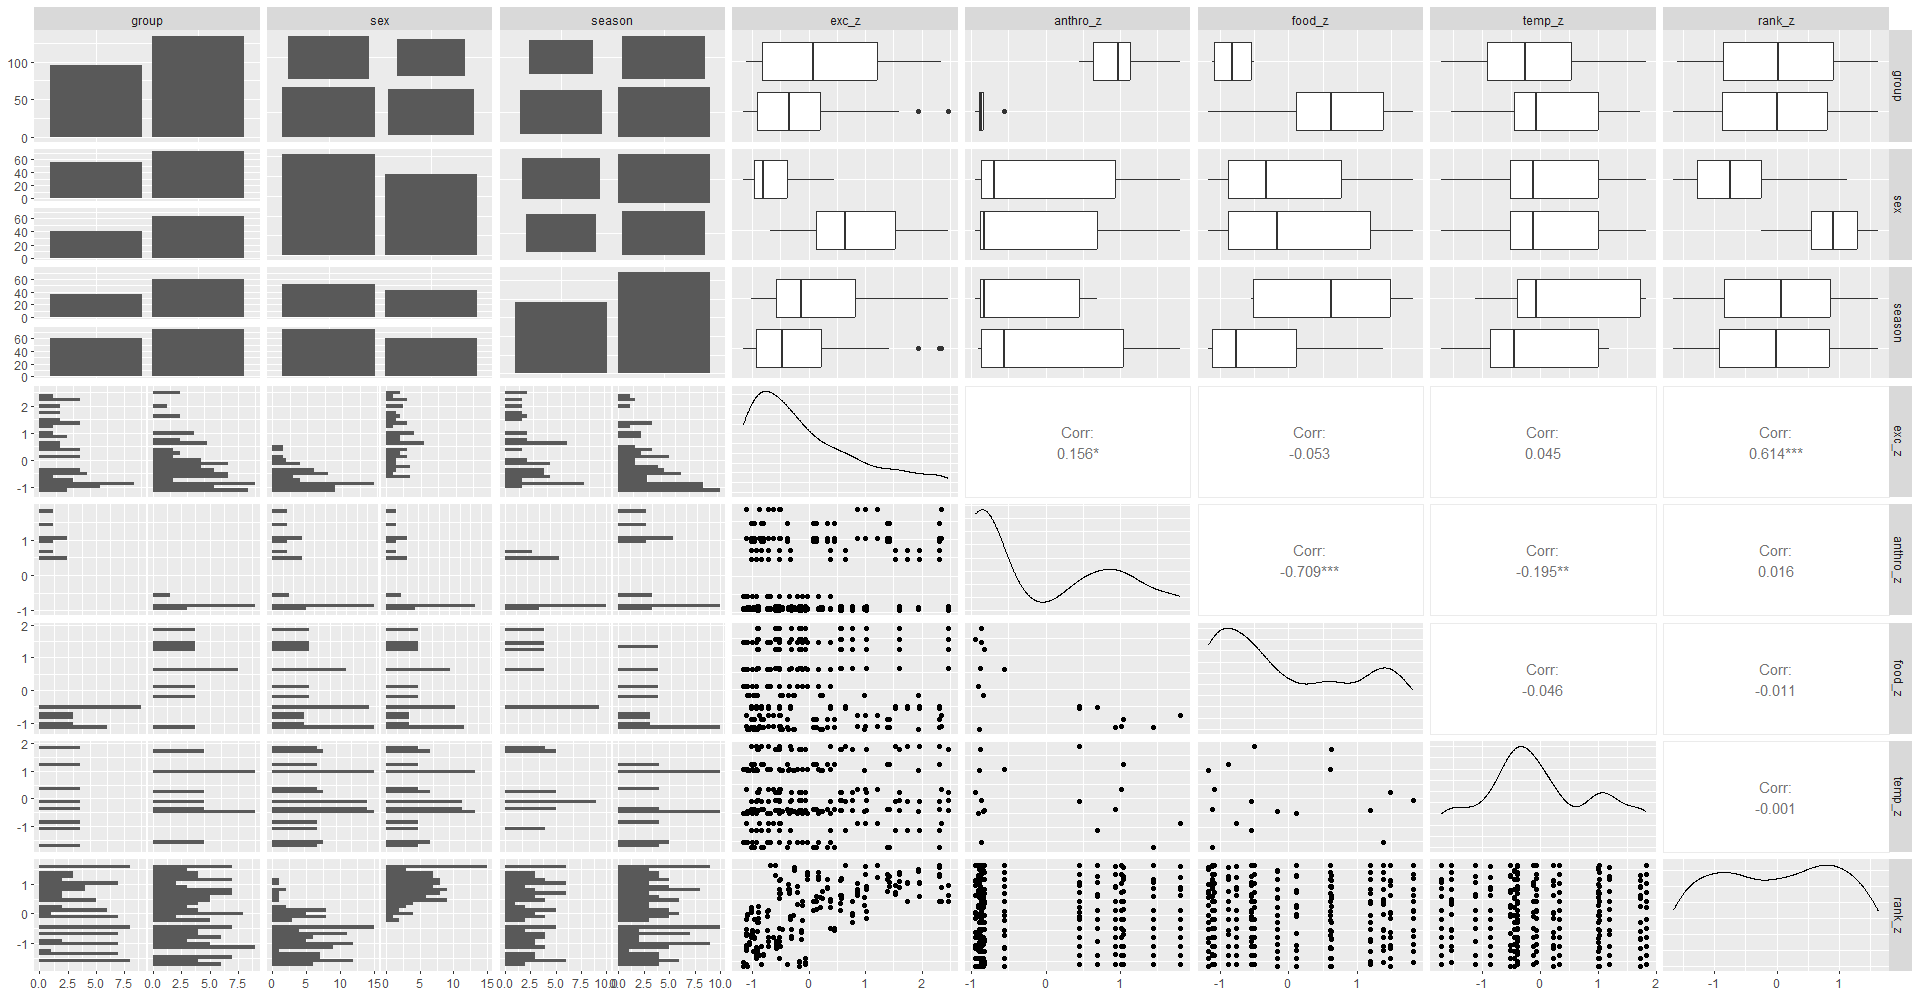 group sex season exc_z anthro_z food_z temp_z rank_z
100
50
0
group
60
40
20
0
60
40
20
0
sex
60
40
20
0
60
40
20
0
season
2
1
0
-1
Corr:
0.156*
Corr:
-0.053
Corr:
0.045
Corr:
0.614***
exc_z
1
0
-1
Corr:
-0.709***
Corr:
-0.195**
Corr:
0.016
anthro_z
2
1
0
-1
Corr:
-0.046
Corr:
-0.011
food_z
2
1
0
-1
Corr:
-0.001
temp_z
1
0
-1
rank_z
0.0 2.5 5.0 7.5 0.0 2.5 5.0 7.5 0 5 10 15 0 5 10 15 0.0 2.5 5.0 7.5 10.0 0.0 2.5 5.0 7.5 10.0 -1 0 1 2 -1 0 1 -1 0 1 -1 0 1 2 -1 0 1